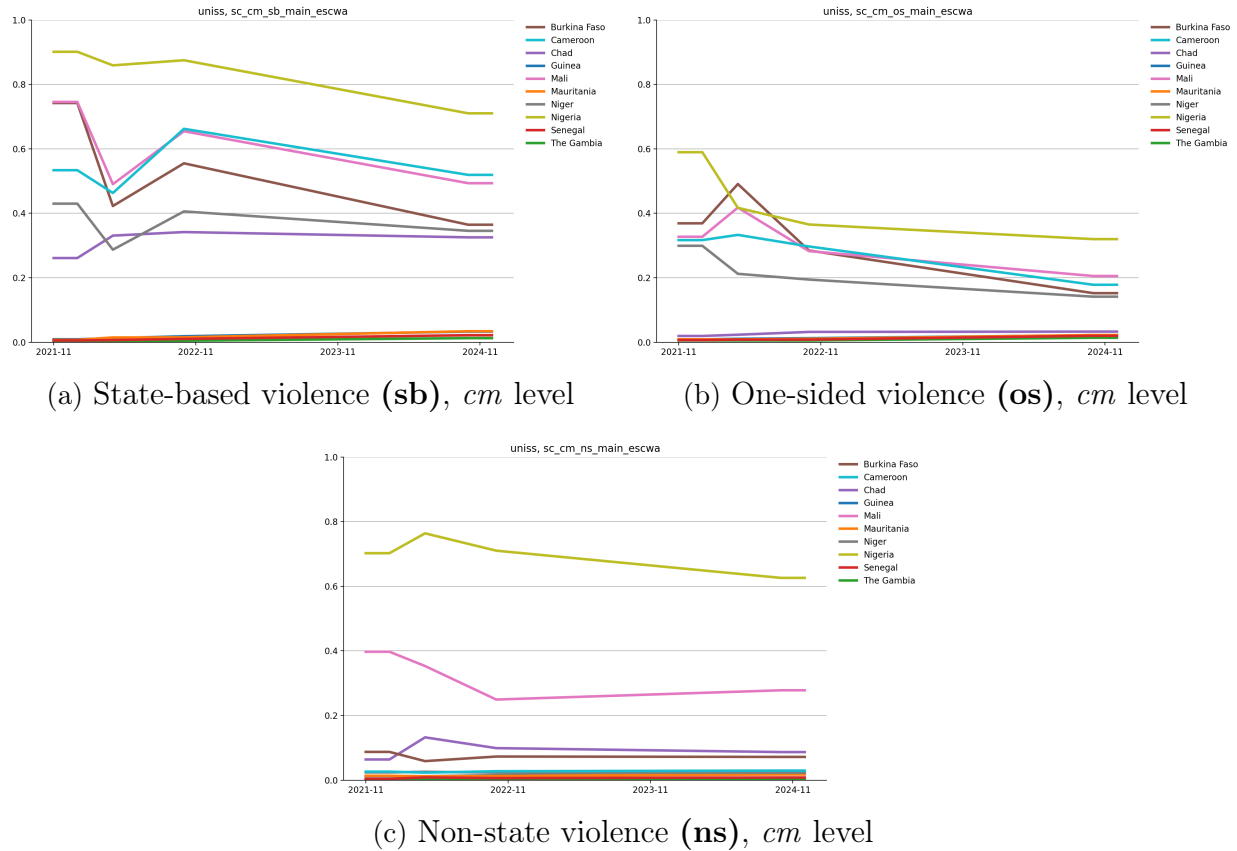 uniss, sc_cm_sb_main_escwa
1.0
0.8
0.6
0.4
0.2
0.0
2021-11
2022-11
2023-11
2024-11
Burkina Faso
Cameroon
Chad
Guinea
Mali
Mauritania
Niger
Nigeria
Senegal
The Gambia
(a) State-based violence (sb), cm level
uniss, sc_cm_os_main_escwa
1.0
0.8
0.6
0.4
0.2
0.0
2021-11
2022-11
2023-11
2024-11
Burkina Faso
Cameroon
Chad
Guinea
Mali
Mauritania
Niger
Nigeria
Senegal
The Gambia
(b) One-sided violence (os), cm level
uniss, sc_cm_ns_main_escwa
1.0
0.8
0.6
0.4
0.2
0.0
2021-11
2022-11
2023-11
2024-11
Burkina Faso
Cameroon
Chad
Guinea
Mali
Mauritania
Niger
Nigeria
Senegal
The Gambia
(c) Non-state violence (ns), cm level